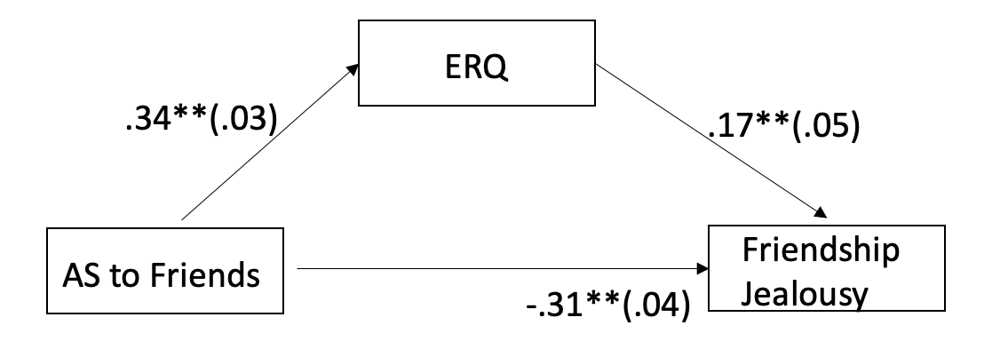 ERQ
.34**(.03)
.17**(.05)
AS to Friends
Friendship
Jealousy
-.31**(.04)